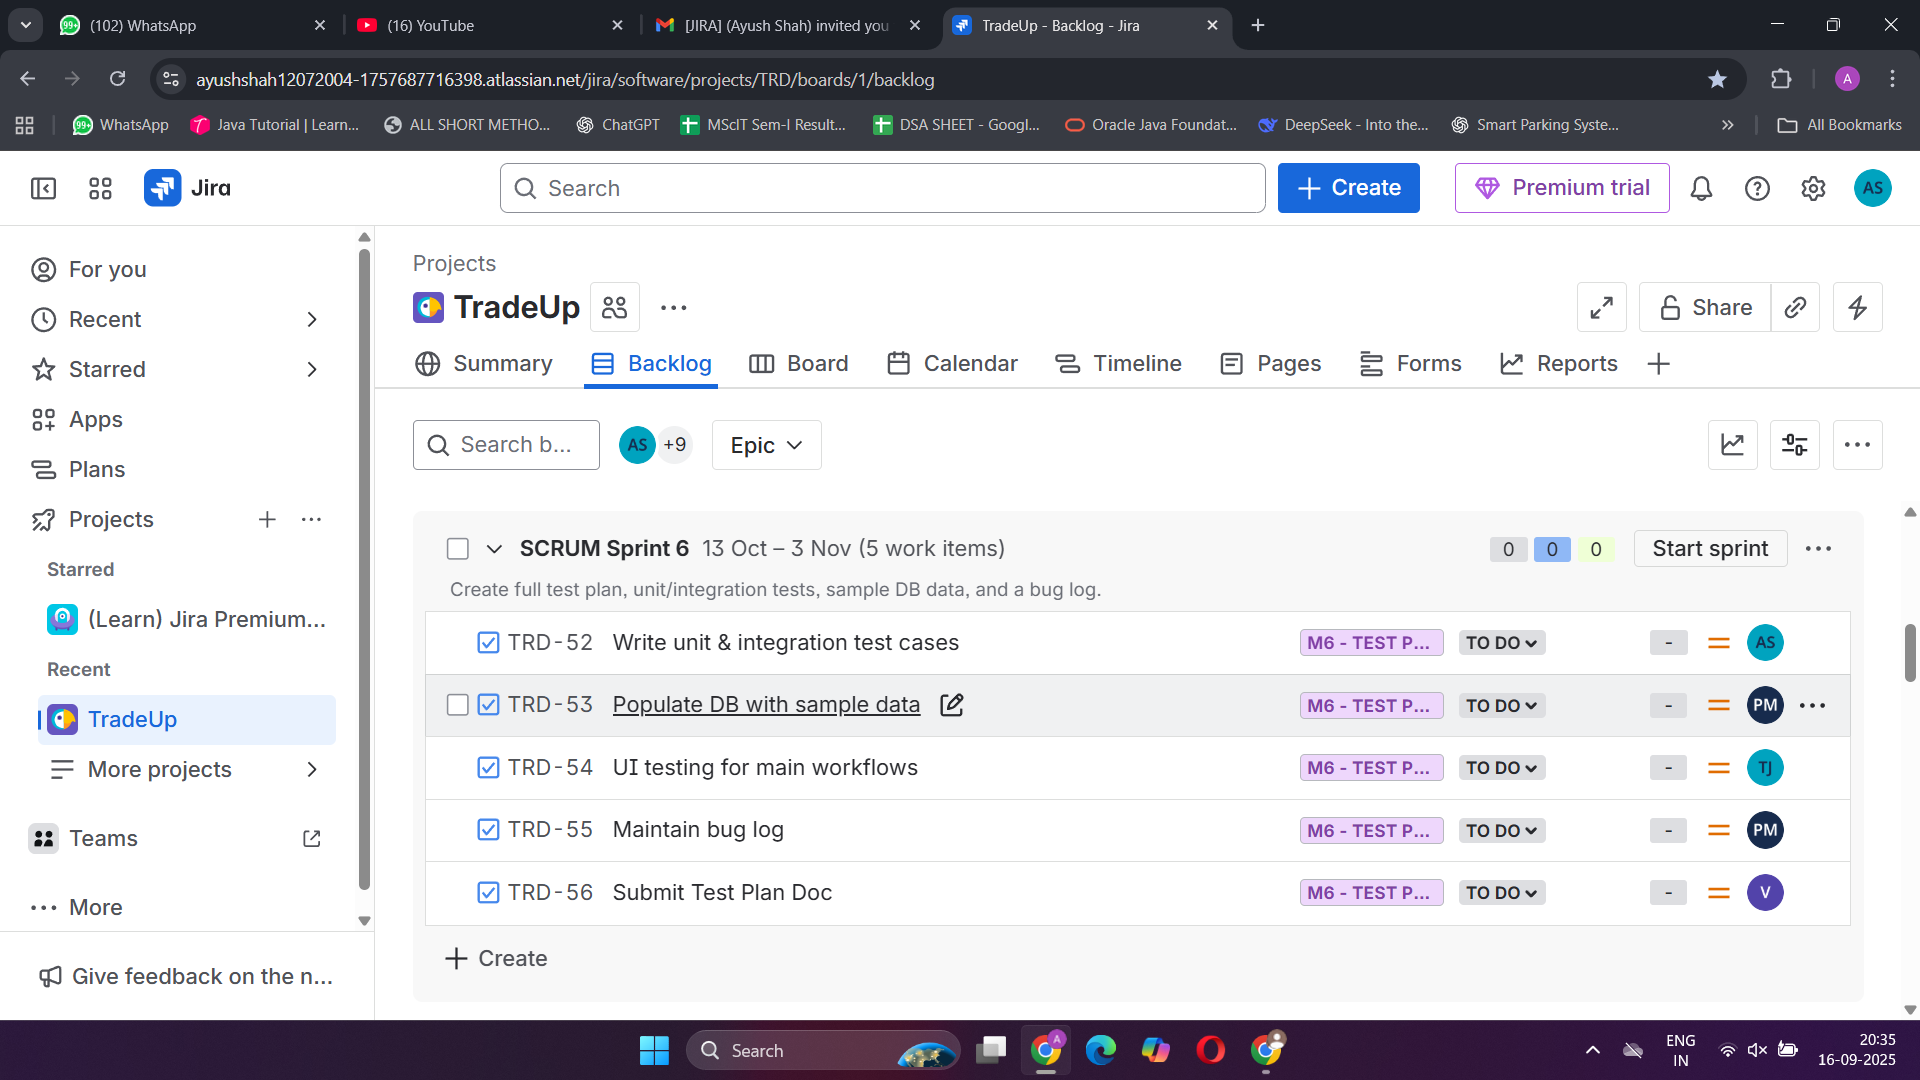 (102) WhatsApp
(16) YouTube
[JIRA] (Ayush Shah) invited you
TradeUp - Backlog - Jira
ayushshah12072004-1757687716398.atlassian.net/jira/software/projects/TRD/boards/1/backlog
A
99+ WhatsApp
Java Tutorial | Learn...
ALL SHORT METHO...
ChatGPT
MScIT Sem-I Result...
DSA SHEET - Googl...
Oracle Java Foundat...
DeepSeek - Into the...
Smart Parking Syste...
All Bookmarks
Jira
Search
Create
Premium trial
AS
For you
Recent
Starred
Apps
Plans
Projects
Starred
(Learn) Jira Premium...
Recent
TradeUp
More projects
Teams
More
Give feedback on the n...
Projects
TradeUp
Share
Summary
Backlog
Board
Calendar
Timeline
Pages
Forms
Reports
Search b...
AS +9
Epic
SCRUM Sprint 6 13 Oct – 3 Nov (5 work items)
0 0 0
Start sprint
Create full test plan, unit/integration tests, sample DB data, and a bug log.
TRD-52 Write unit & integration test cases M6 - TEST P... TO DO - AS
TRD-53 Populate DB with sample data M6 - TEST P... TO DO - PM
TRD-54 UI testing for main workflows M6 - TEST P... TO DO - TJ
TRD-55 Maintain bug log M6 - TEST P... TO DO - PM
TRD-56 Submit Test Plan Doc M6 - TEST P... TO DO - V
Create
Search
A
ENG
IN
20:35
16-09-2025